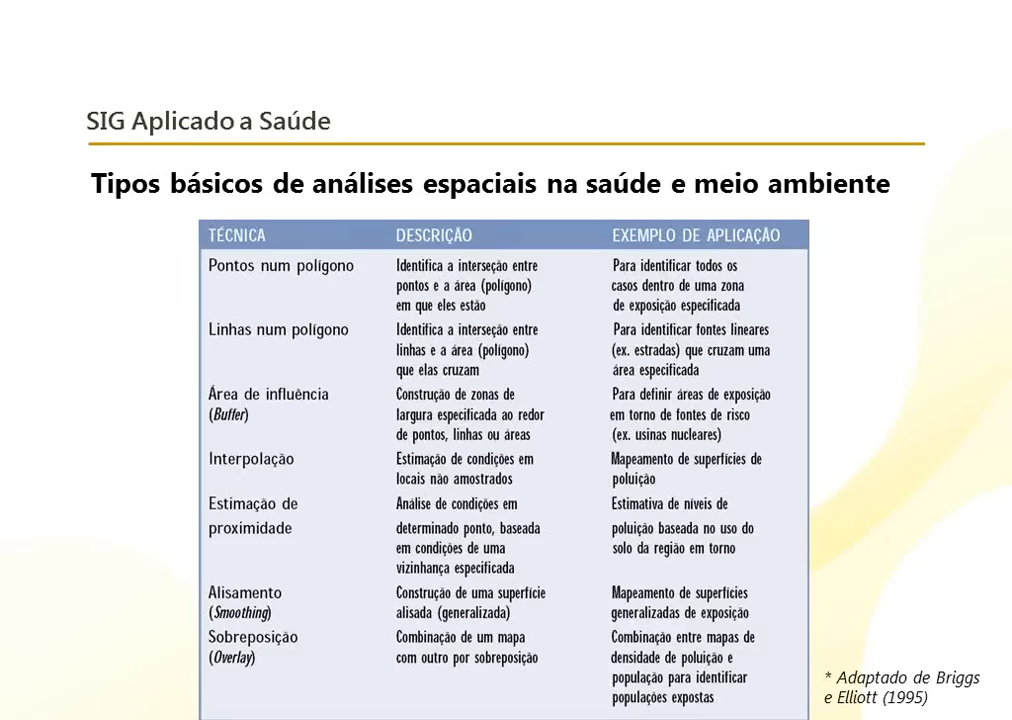 SIG Aplicado a Saúde
Tipos básicos de análises espaciais na saúde e meio ambiente
TÉCNICA DESCRIÇÃO EXEMPLO DE APLICAÇÃO
Pontos num polígono Identifica a interseção entre Para identificar todos os
pontos e a área (polígono) casos dentro de uma zona
em que eles estão de exposição especificada
Linhas num polígono Identifica a interseção entre Para identificar fontes lineares
linhas e a área (polígono) (ex. estradas) que cruzam uma
que elas cruzam área especificada
Área de influência Construção de zonas de Para definir áreas de exposição
(Buffer) largura especificada ao redor em torno de fontes de risco
de pontos, linhas ou áreas (ex. usinas nucleares)
Interpolação Estimação de condições em Mapeamento de superfícies de
locais não amostrados poluição
Estimação de Análise de condições em Estimativa de níveis de
proximidade determinado ponto, baseada poluição baseada no uso do
em condições de uma solo da região em torno
vizinhança especificada
Alisamento Construção de uma superfície Mapeamento de superfícies
(Smoothing) alisada (generalizada) generalizadas de exposição
Sobreposição Combinação de um mapa Combinação entre mapas de
(Overlay) com outro por sobreposição densidade de poluição e
população para identificar
populações expostas
* Adaptado de Briggs
e Elliott (1995)